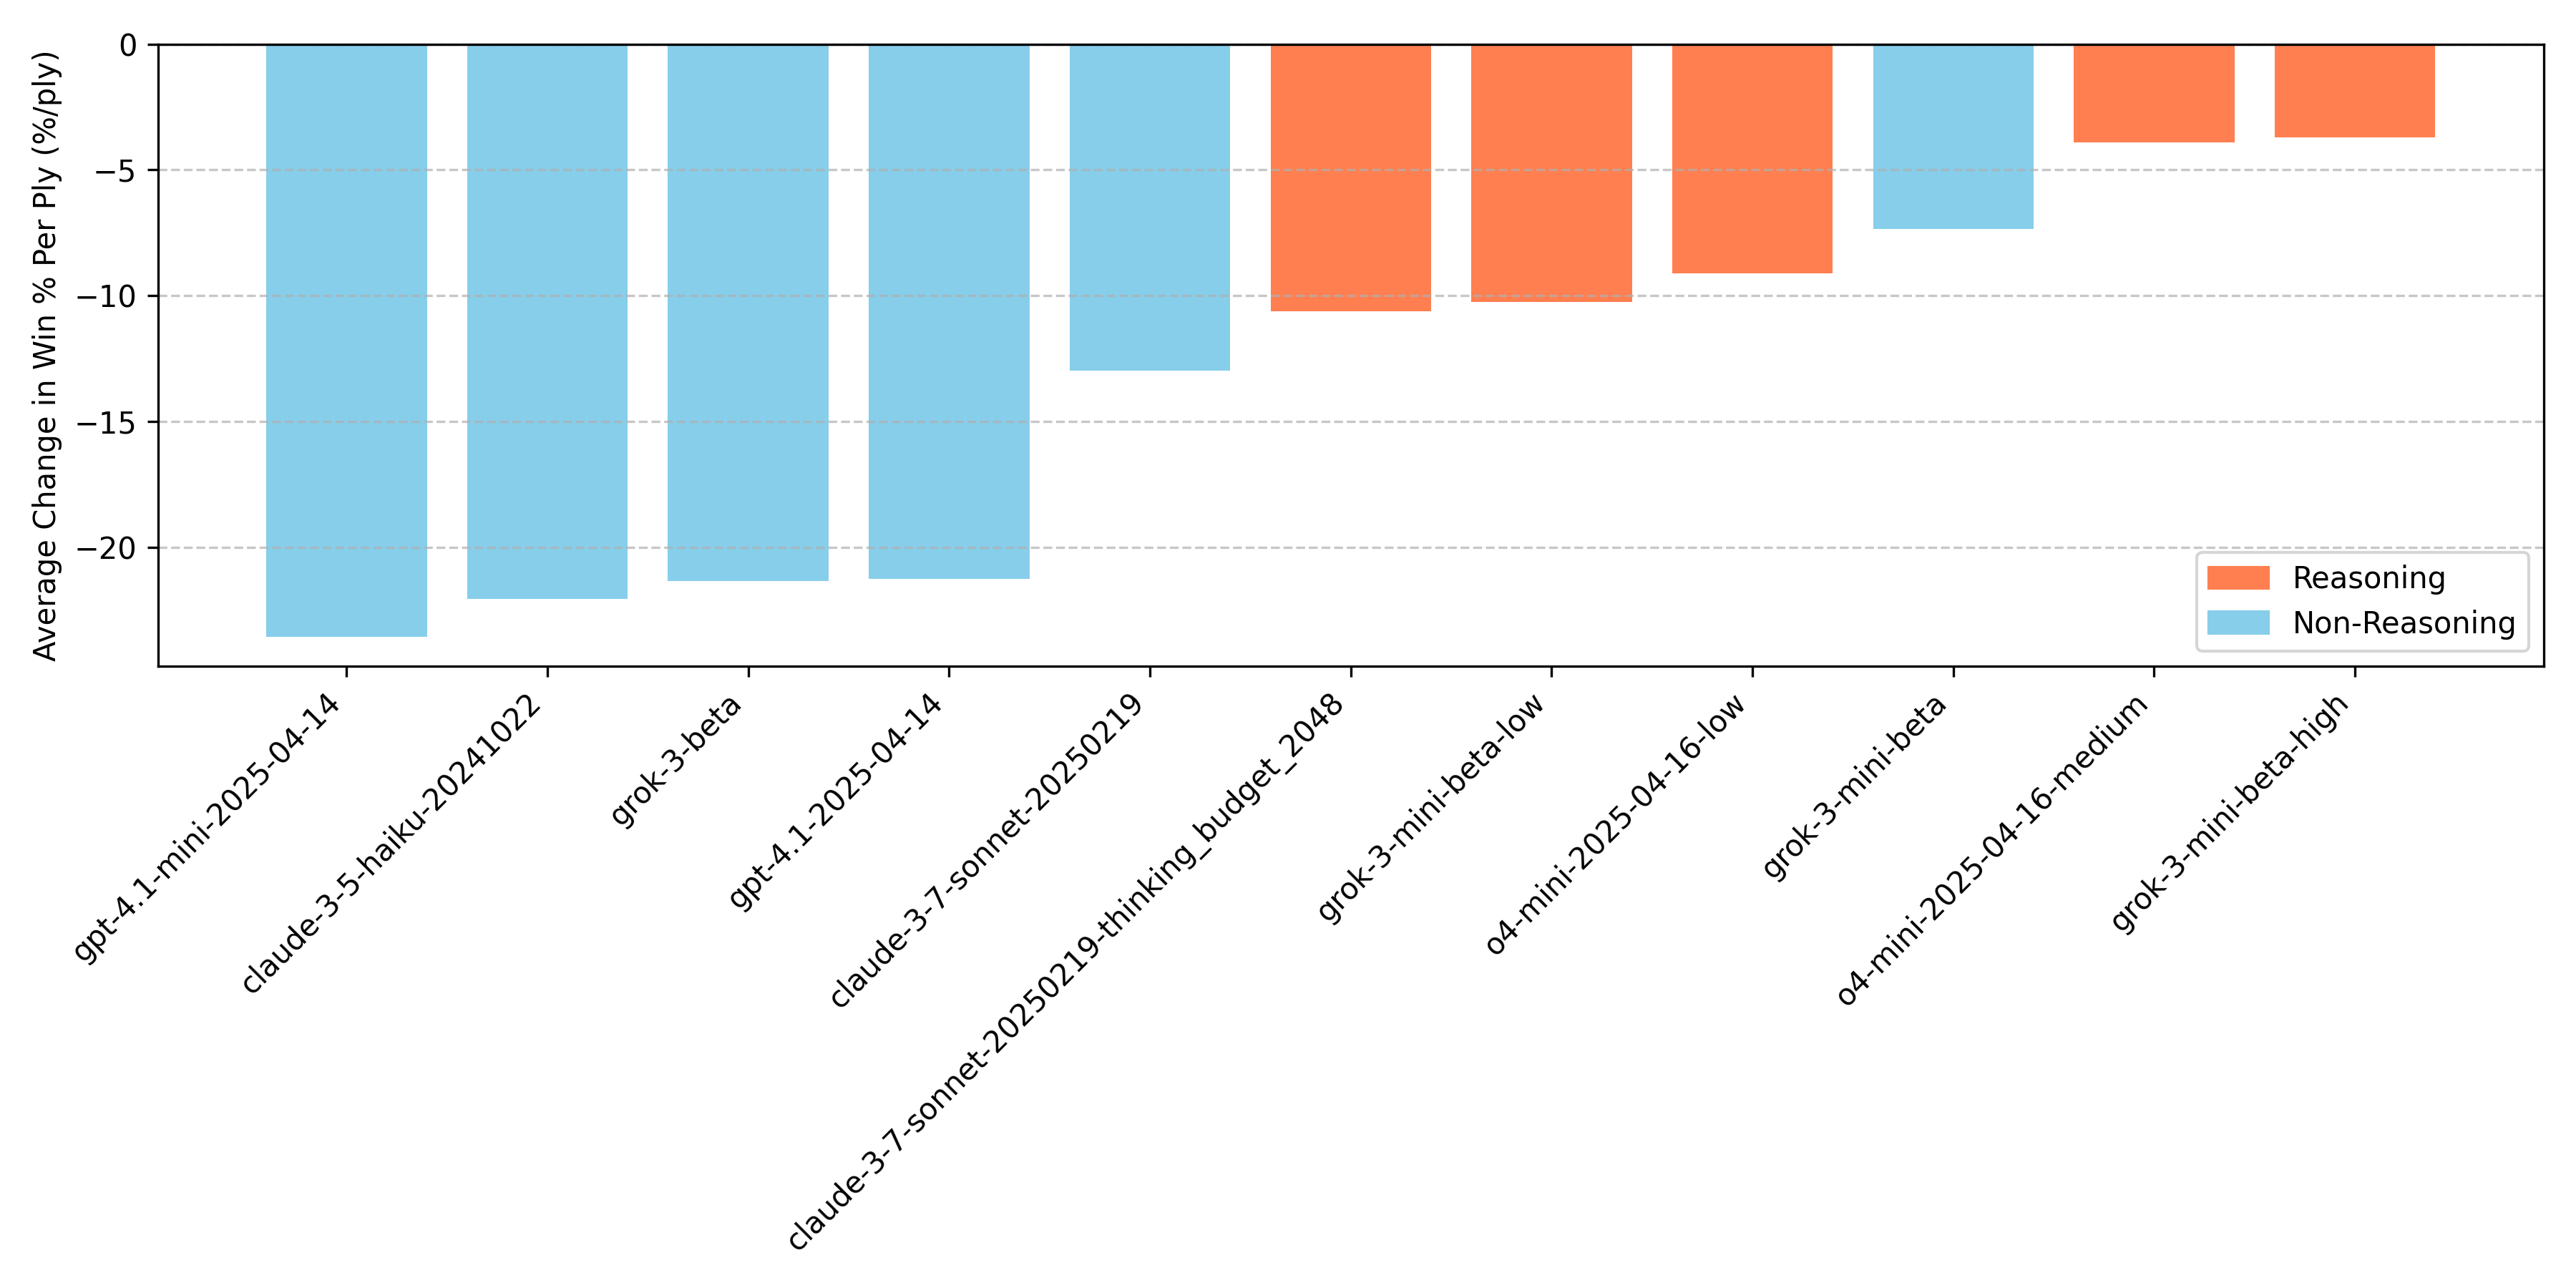 Average Change in Win % Per Ply (%/ply)
0
−5
−10
−15
−20
Reasoning
Non-Reasoning
gpt-4.1-mini-2025-04-14
claude-3-5-haiku-20241022
grok-3-beta
gpt-4.1-2025-04-14
claude-3-7-sonnet-20250219
claude-3-7-sonnet-20250219-thinking_budget_2048
grok-3-mini-beta-low
o4-mini-2025-04-16-low
grok-3-mini-beta
o4-mini-2025-04-16-medium
grok-3-mini-beta-high